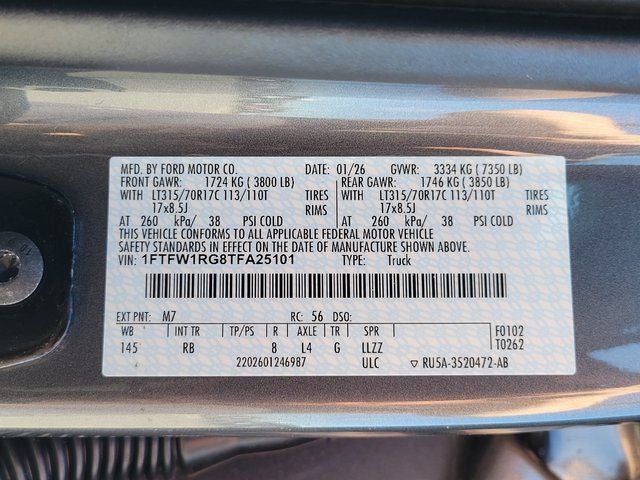 MFD. BY FORD MOTOR CO. DATE: 01/26 GVWR: 3334 KG ( 7350 LB)
FRONT GAWR: 1724 KG ( 3800 LB) REAR GAWR: 1746 KG ( 3850 LB)
WITH LT315/70R17C 113/110T TIRES WITH LT315/70R17C 113/110T TIRES
17x8.5J RIMS 17x8.5J RIMS
AT 260 kPa/ 38 PSI COLD AT 260 kPa/ 38 PSI COLD
THIS VEHICLE CONFORMS TO ALL APPLICABLE FEDERAL MOTOR VEHICLE
SAFETY STANDARDS IN EFFECT ON THE DATE OF MANUFACTURE SHOWN ABOVE.
VIN: 1FTFW1RG8TFA25101 TYPE: Truck
EXT PNT: M7 RC: 56 DSO:
WB INT TR TP/PS R AXLE TR SPR F0102
145 RB 8 L4 G LLZZ T0262
2202601246987 ULC ▽ RU5A-3520472-AB